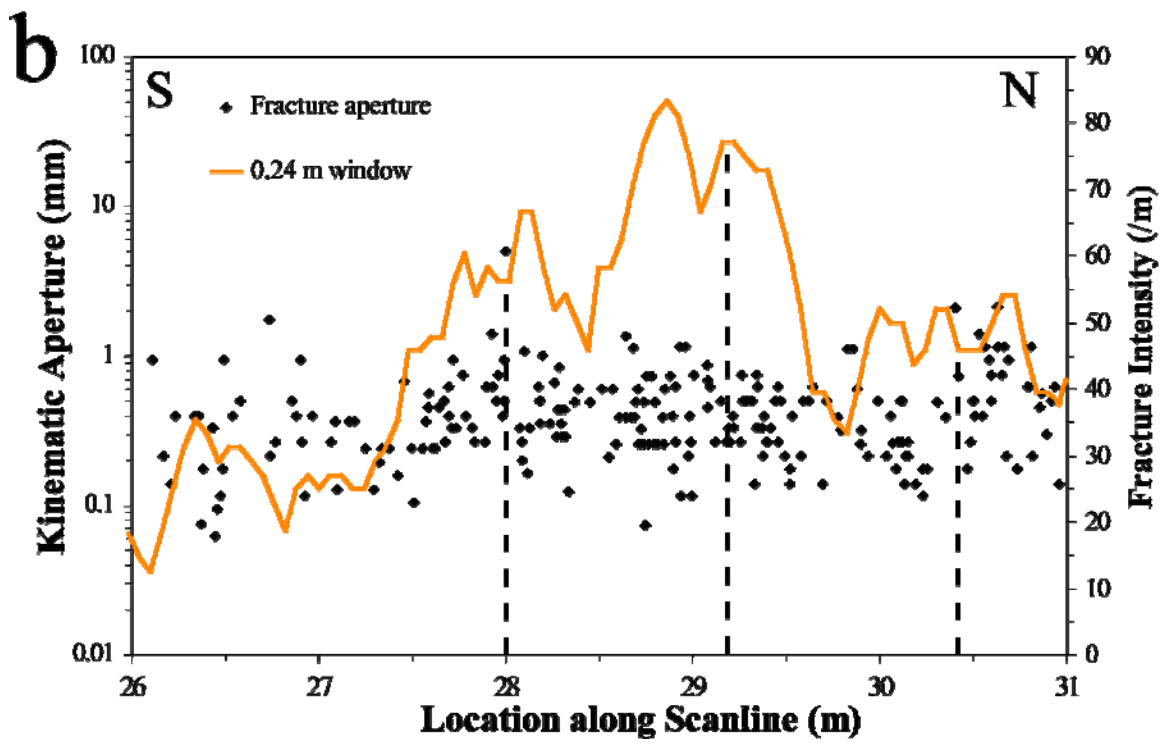 b
S
N
Fracture aperture
0.24 m window
Kinematic Aperture (mm)
100
10
1
0.1
0.01
Fracture Intensity (/m)
90
80
70
60
50
40
30
20
10
0
26 27 28 29 30 31
Location along Scanline (m)